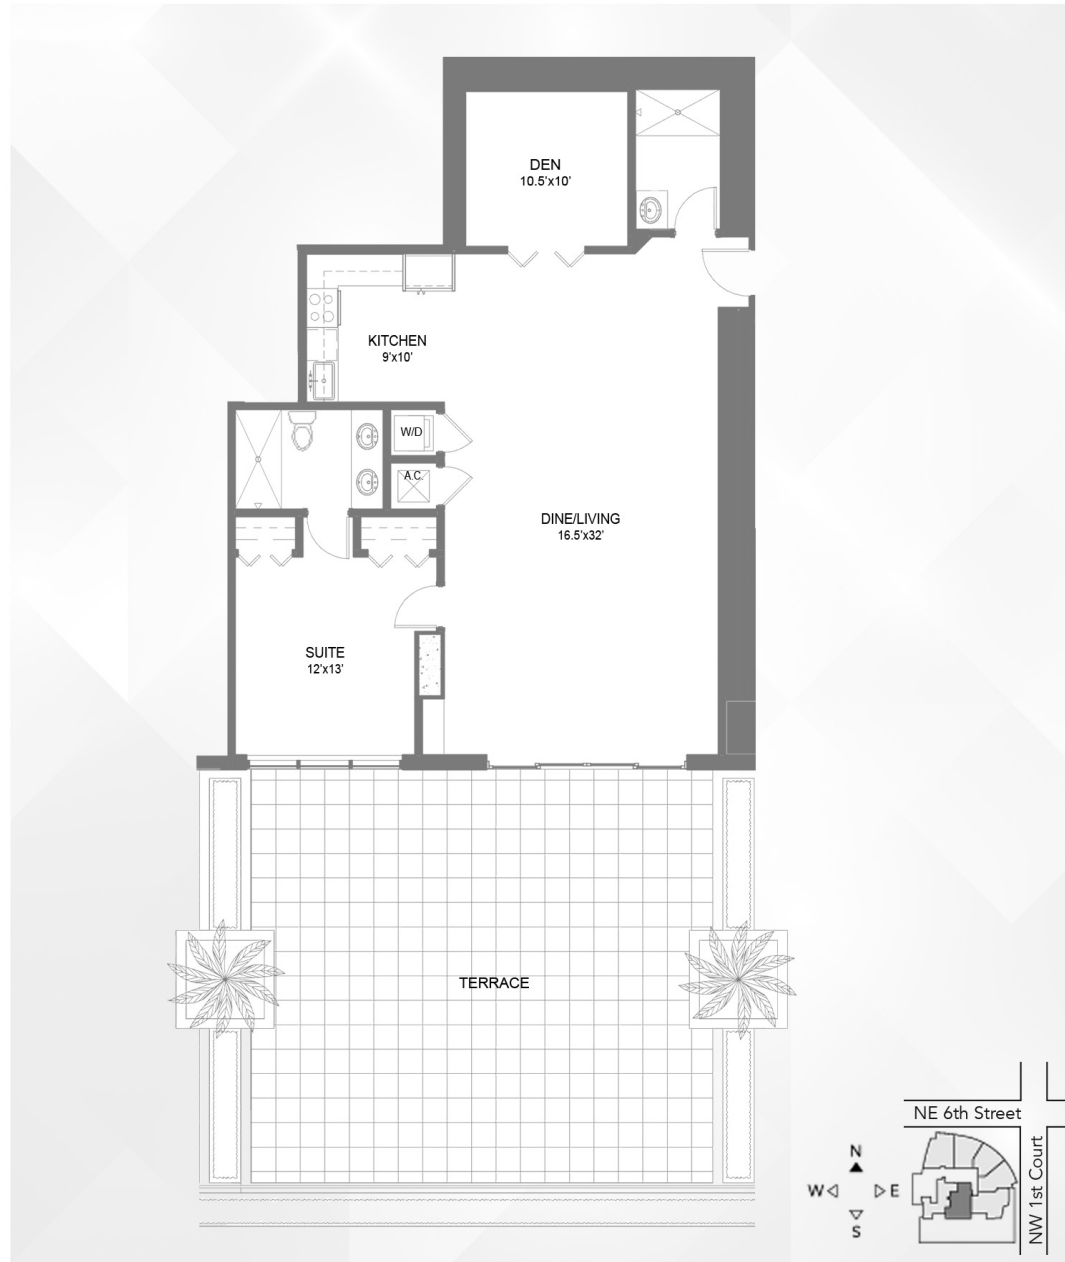 DEN
10.5'x10'
KITCHEN
9'x10'
W/D
A.C.
DINE/LIVING
16.5'x32'
SUITE
12'x13'
TERRACE
NE 6th Street
NW 1st Court
N
W E
S